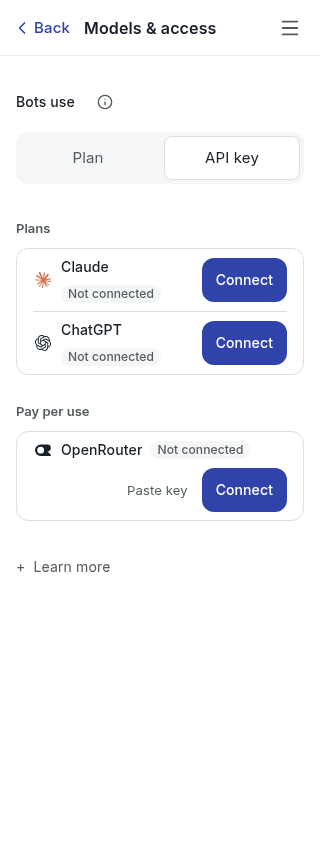 Back Models & access
Bots use
Plan API key
Plans
Claude
Not connected
Connect
ChatGPT
Not connected
Connect
Pay per use
OpenRouter Not connected
Paste key Connect
+ Learn more